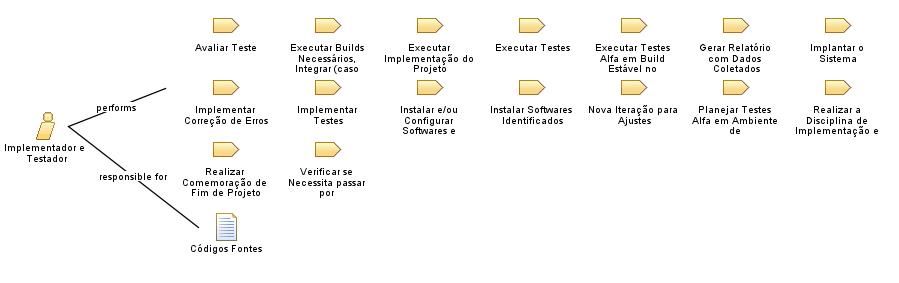 Avaliar Teste
Executar Builds
Necessários,
Integrar (caso
Executar
Implementação do
Projeto
Executar Testes
Executar Testes
Alfa em Build
Estável no
Gerar Relatório
com Dados
Coletados
Implantar o
Sistema
performs
Implementar
Correção de Erros
Implementar
Testes
Instalar e/ou
Configurar
Softwares e
Instalar Softwares
Identificados
Nova Iteração para
Ajustes
Planejar Testes
Alfa em Ambiente
de
Realizar a
Disciplina de
Implementação e
Implementador e
Testador
responsible for
Realizar
Comemoração de
Fim de Projeto
Verificar se
Necessita passar
por
Códigos Fontes